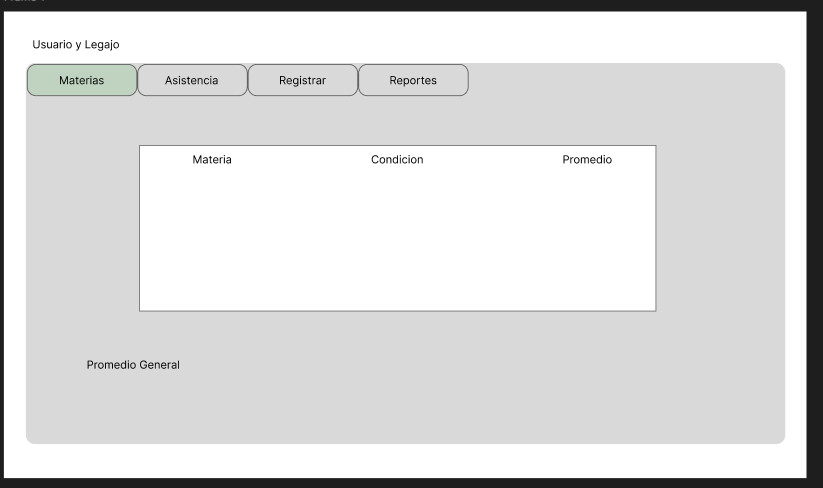 Usuario y Legajo
Materias Asistencia Registrar Reportes
Materia Condicion Promedio
Promedio General